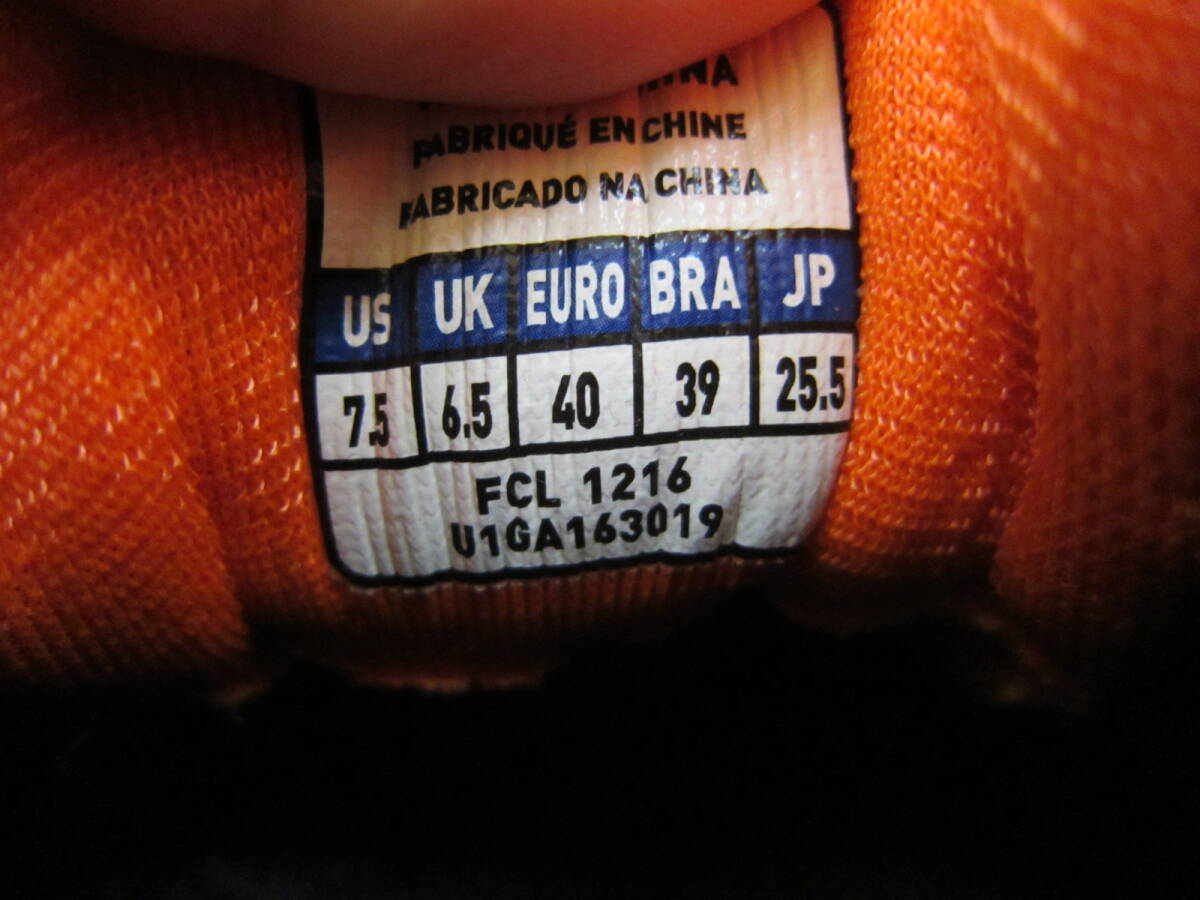 CHINA
FABRIQUÉ EN CHINE
FABRICADO NA CHINA
US UK EURO BRA JP
7.5 6.5 40 39 25.5
FCL 1216
U1GA163019